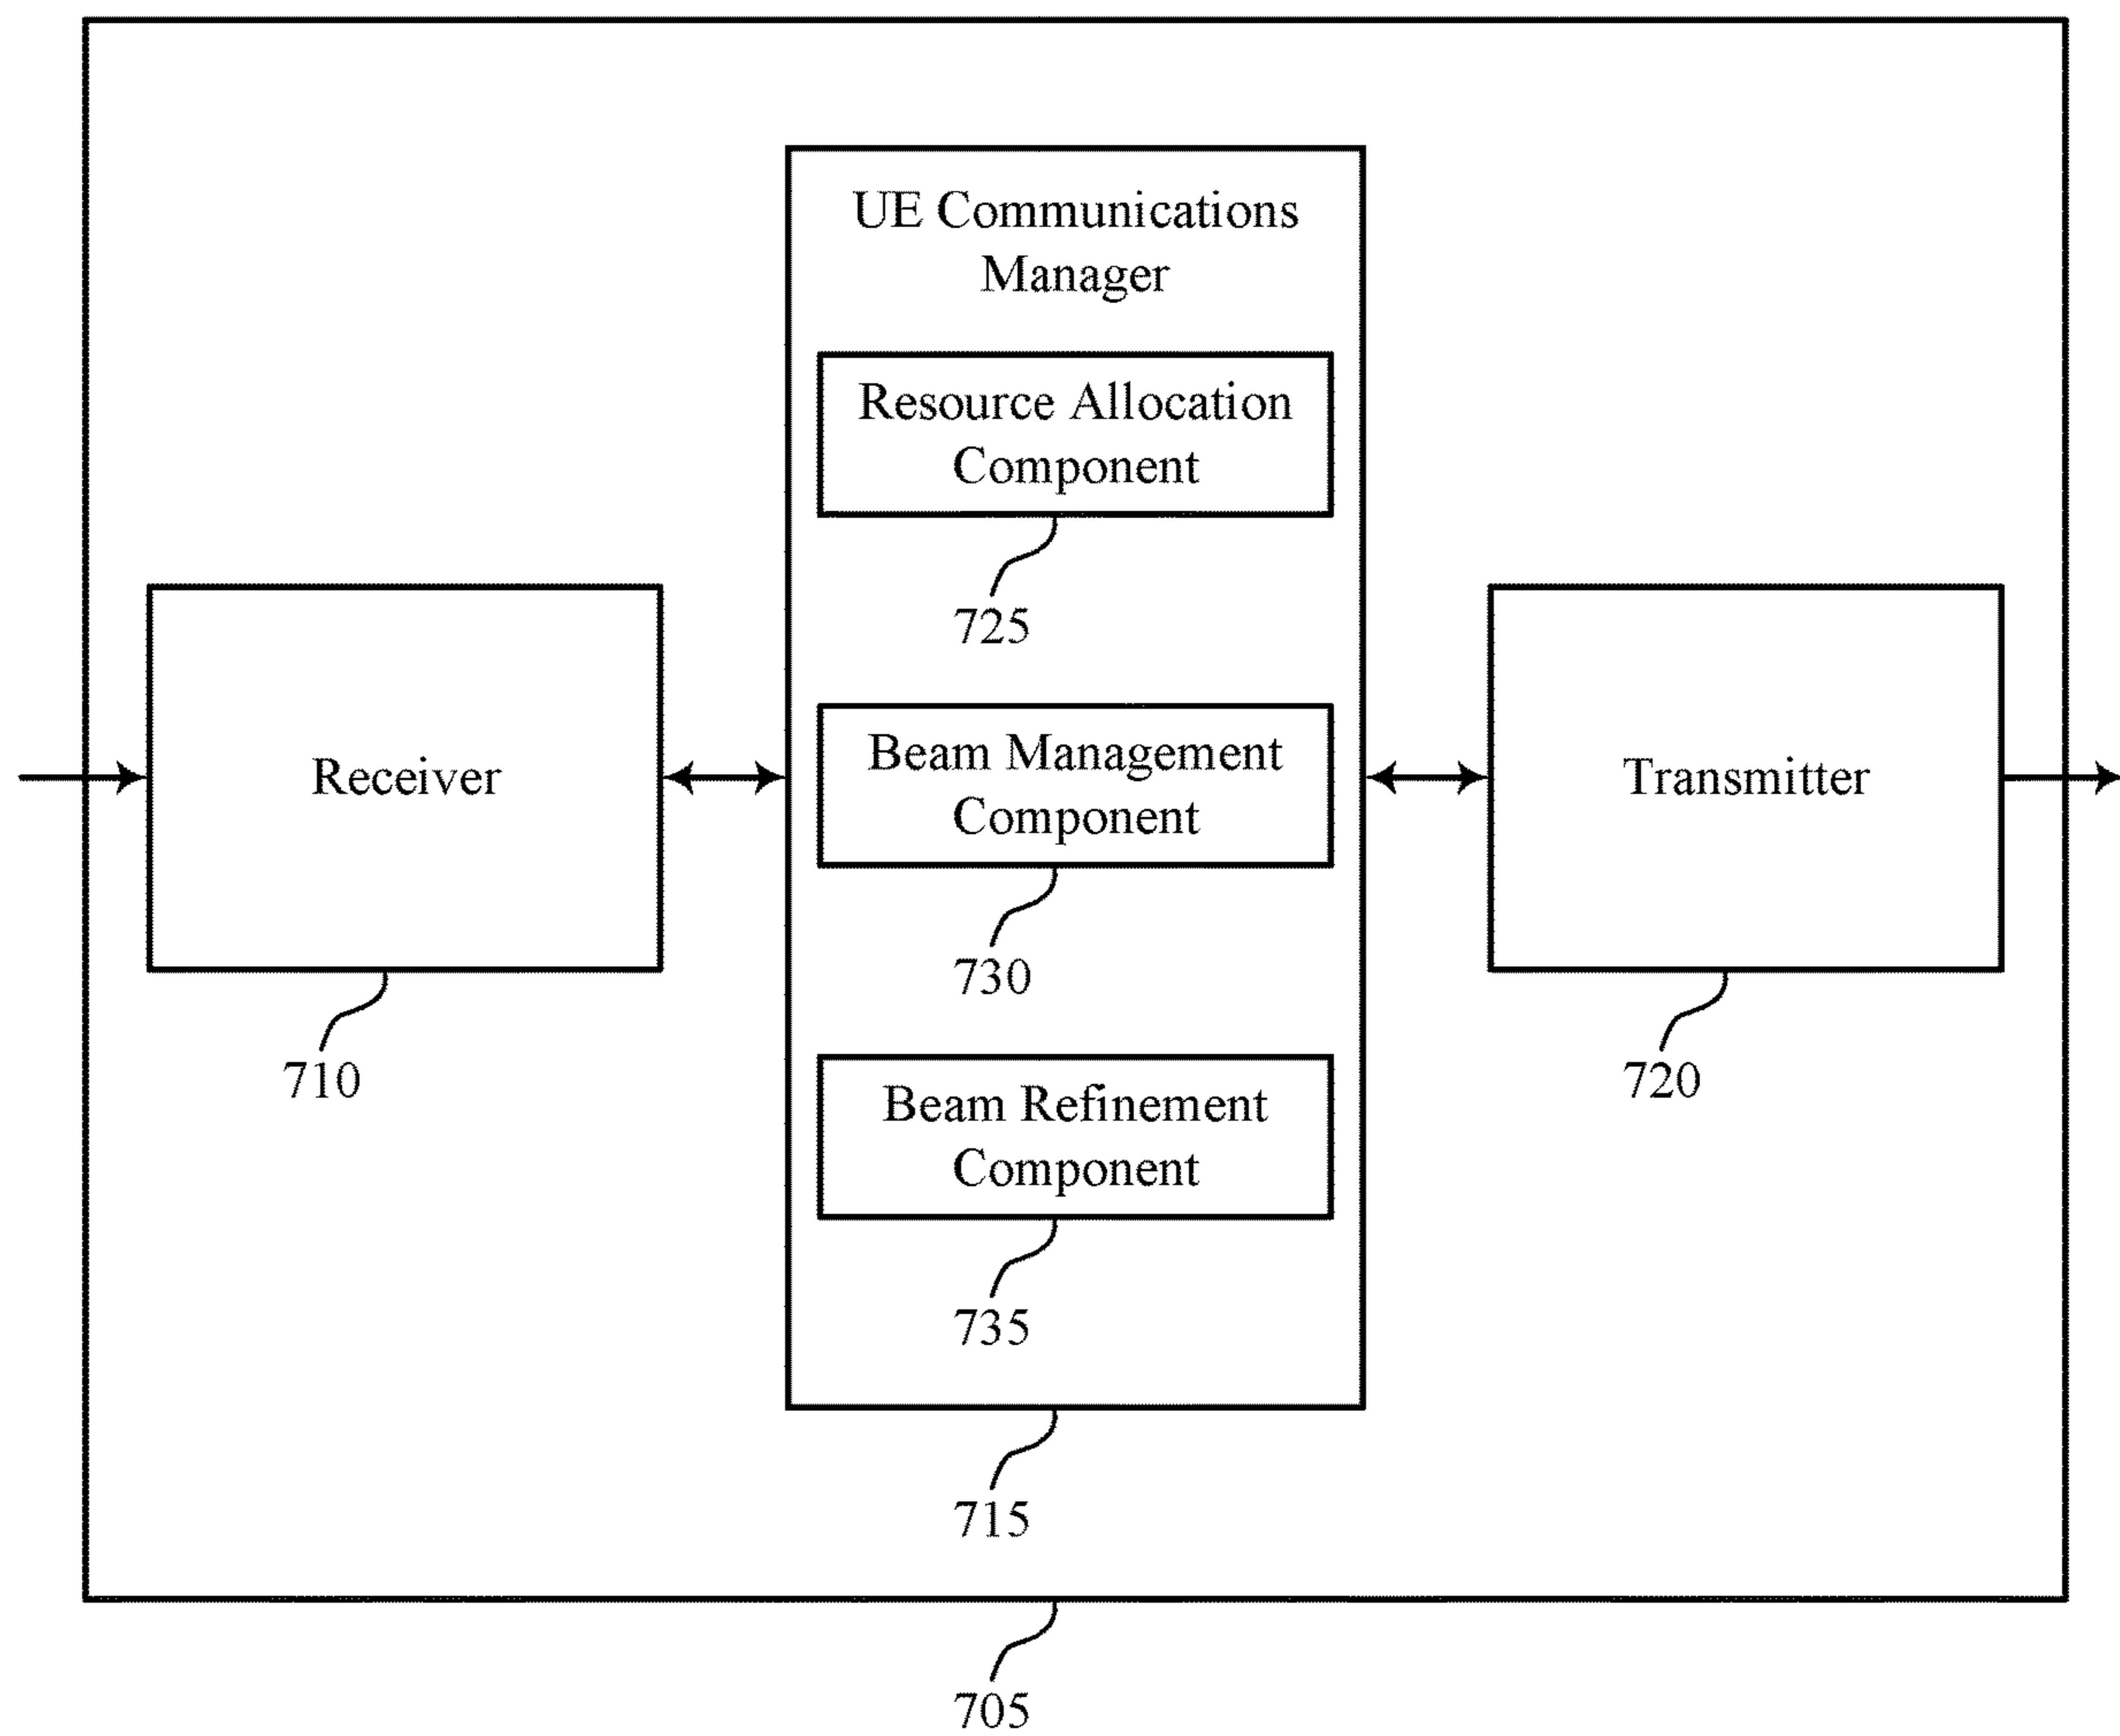 UE Communications
Manager
Resource Allocation
Component
725
Receiver
710
Beam Management
Component
730
Transmitter
720
Beam Refinement
Component
735
715
705